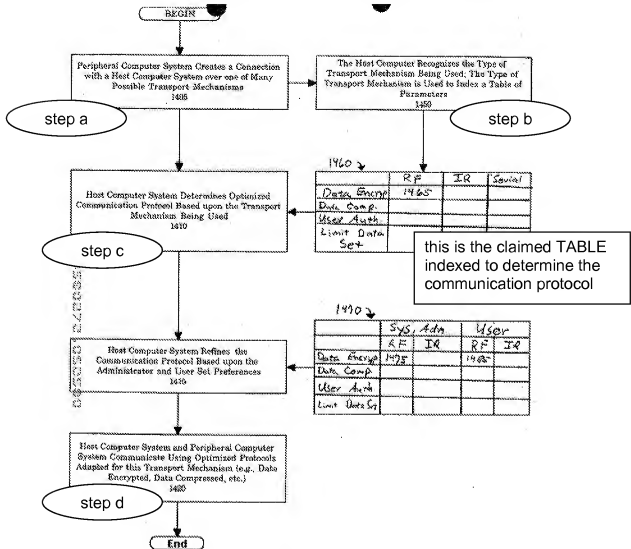 BEGIN
Peripheral Computer System Creates a Connection
with a Host Computer System over one of Many
Possible Transport Mechanisms
1405
step a
The Host Computer Recognizes the Type of
Transport Mechanism Being Used; The Type of
Transport Mechanism is Used to Index a Table of
Parameters
1450
step b
Host Computer System Determines Optimized
Communication Protocol Based upon the Transport
Mechanism Being Used
1410
step c
1460
RF IR Serial
Data Encryp 1465
Data Comp.
User Auth.
Limit Data
Set
this is the claimed TABLE
indexed to determine the
communication protocol
Host Computer System Refines the
Communication Protocol Based upon the
Administrator and User Set Preferences
1415
1470
Sys. Adm User
RF IR RF IR
Data Encryp 1475 1485
Data Comp.
User Auth
Limit Data Set
Host Computer System and Peripheral Computer
System Communicate Using Optimized Protocols
Adapted for this Transport Mechanism (e.g., Data
Encrypted, Data Compressed, etc.)
1420
step d
End